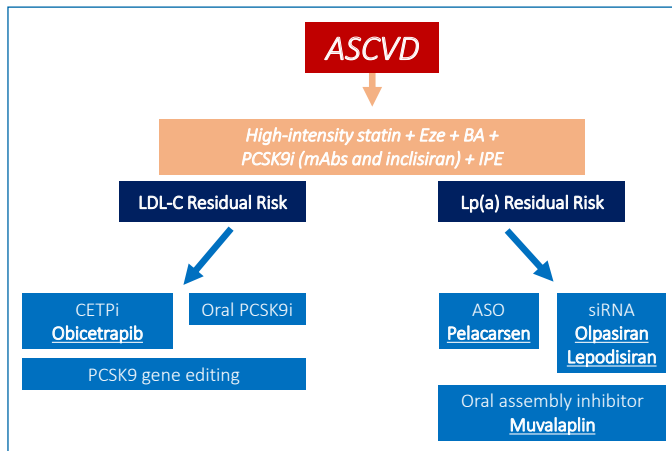 ASCVD
High-intensity statin + Eze + BA +
PCSK9i (mAbs and inclisiran) + IPE
LDL-C Residual Risk
Lp(a) Residual Risk
CETPi
Obicetrapib
Oral PCSK9i
PCSK9 gene editing
ASO
Pelacarsen
siRNA
Olpasiran
Lepodisiran
Oral assembly inhibitor
Muvalaplin